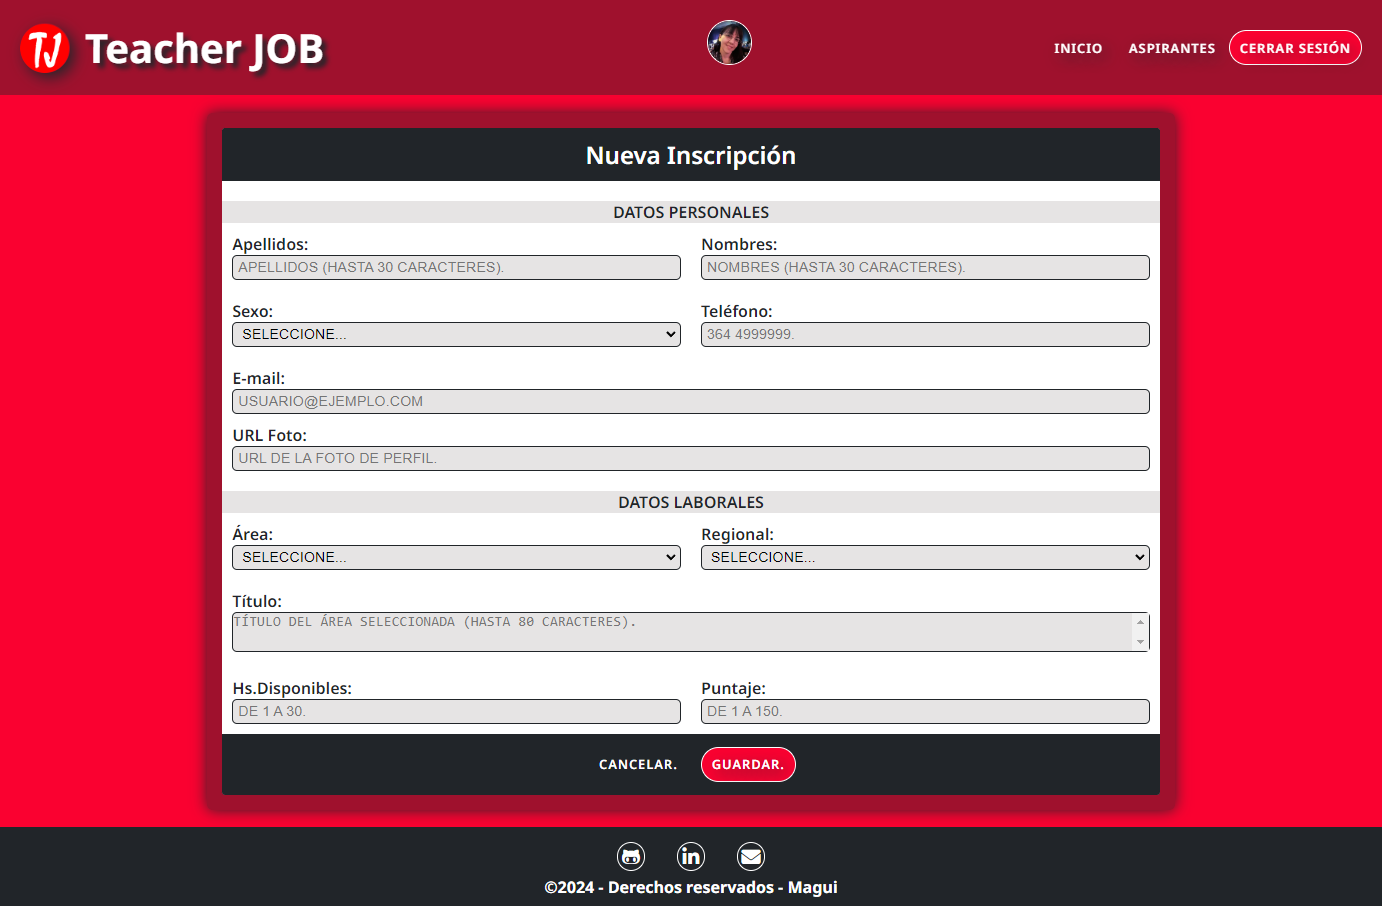 TJ Teacher JOB
INICIO ASPIRANTES CERRAR SESIÓN
Nueva Inscripción
DATOS PERSONALES
Apellidos: Nombres:
APELLIDOS (HASTA 30 CARACTERES). NOMBRES (HASTA 30 CARACTERES).
Sexo: Teléfono:
SELECCIONE... 364 4999999.
E-mail:
USUARIO@EJEMPLO.COM
URL Foto:
URL DE LA FOTO DE PERFIL.
DATOS LABORALES
Área: Regional:
SELECCIONE... SELECCIONE...
Título:
TÍTULO DEL ÁREA SELECCIONADA (HASTA 80 CARACTERES).
Hs.Disponibles: Puntaje:
DE 1 A 30. DE 1 A 150.
CANCELAR. GUARDAR.
in
©2024 - Derechos reservados - Magui